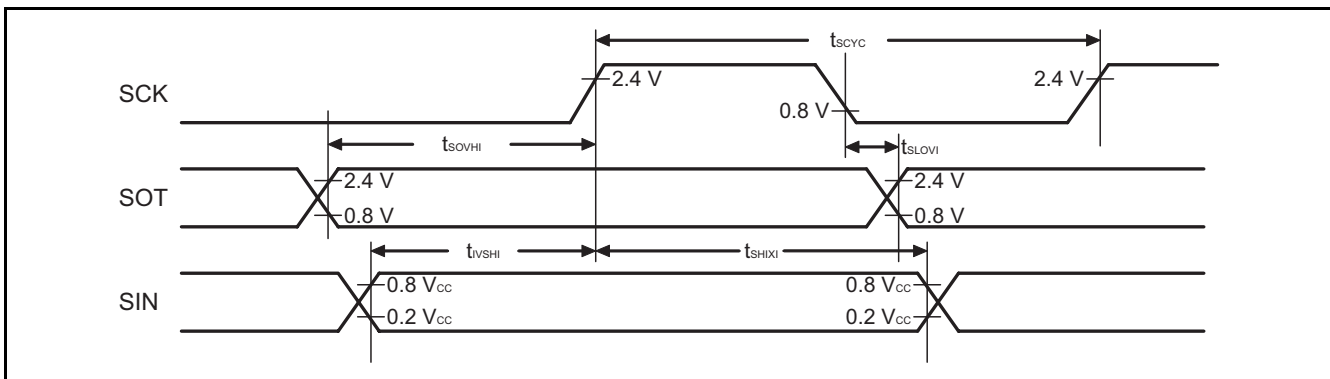 tSCYC
SCK
2.4 V
0.8 V
2.4 V
tSOVHI
tSLOVI
SOT
2.4 V
0.8 V
2.4 V
0.8 V
tIVSHI
tSHIXI
SIN
0.8 VCC
0.2 VCC
0.8 VCC
0.2 VCC